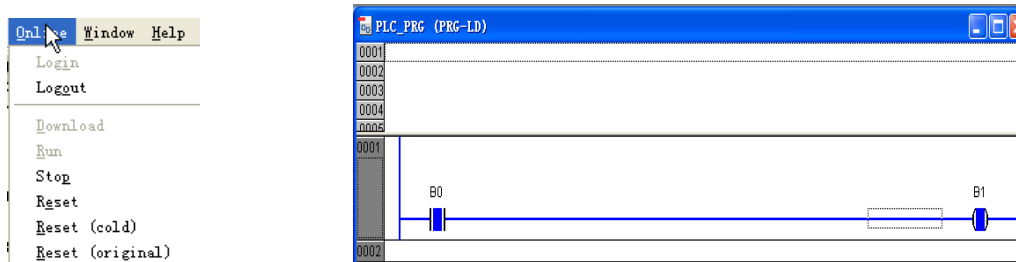 Online Window Help
Login
Logout
Download
Run
Stop
Reset
Reset (cold)
Reset (original)
PLC_PRG (PRG-LD)
0001
0002
0003
0004
0005
0001
B0 B1
0002